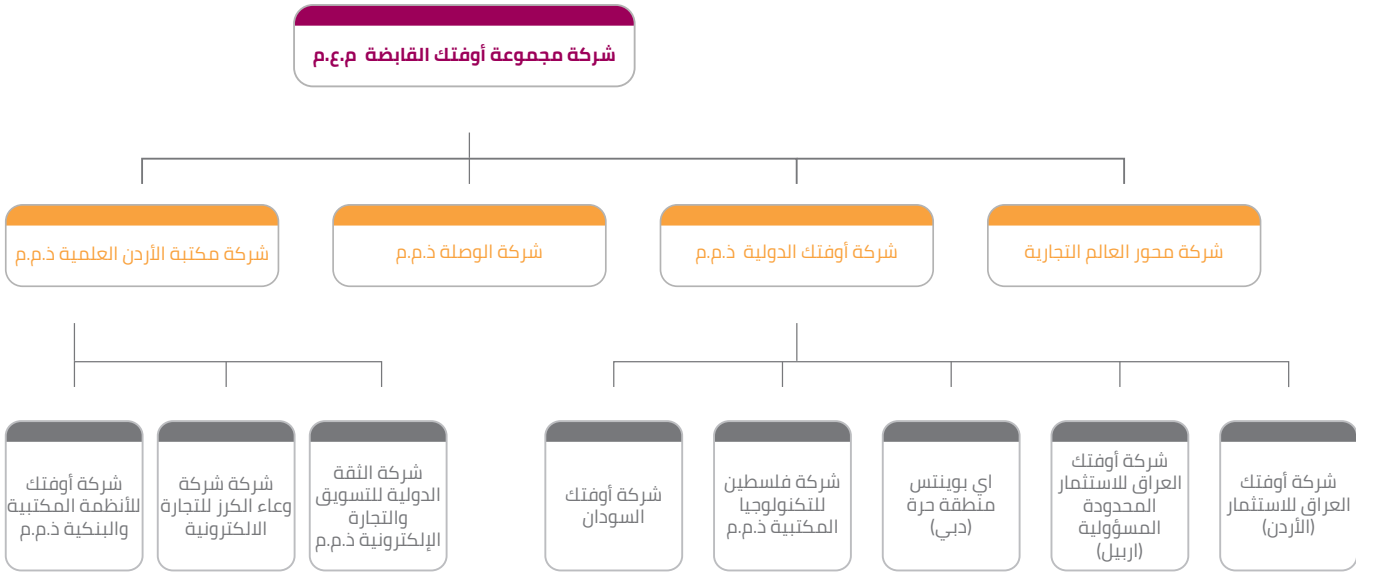 شركة مجموعة أوفتك القابضة م.ع.م
شركة محور العالم التجارية
شركة أوفتك الدولية ذ.م.م
شركة الوصلة ذ.م.م
شركة مكتبة الأردن العلمية ذ.م.م
شركة أوفتك
العراق للاستثمار
(الأردن)
شركة أوفتك
العراق للاستثمار
المحدودة
المسؤولية
(اربيل)
اي بوينتس
منطقة حرة
(دبي)
شركة فلسطين
للتكنولوجيا
المكتبية ذ.م.م
شركة أوفتك
السودان
شركة الثقة
الدولية للتسويق
والتجارة
الإلكترونية ذ.م.م
شركة شركة
وعاء الكرز للتجارة
الالكترونية
شركة أوفتك
للأنظمة المكتبية
والبنكية ذ.م.م